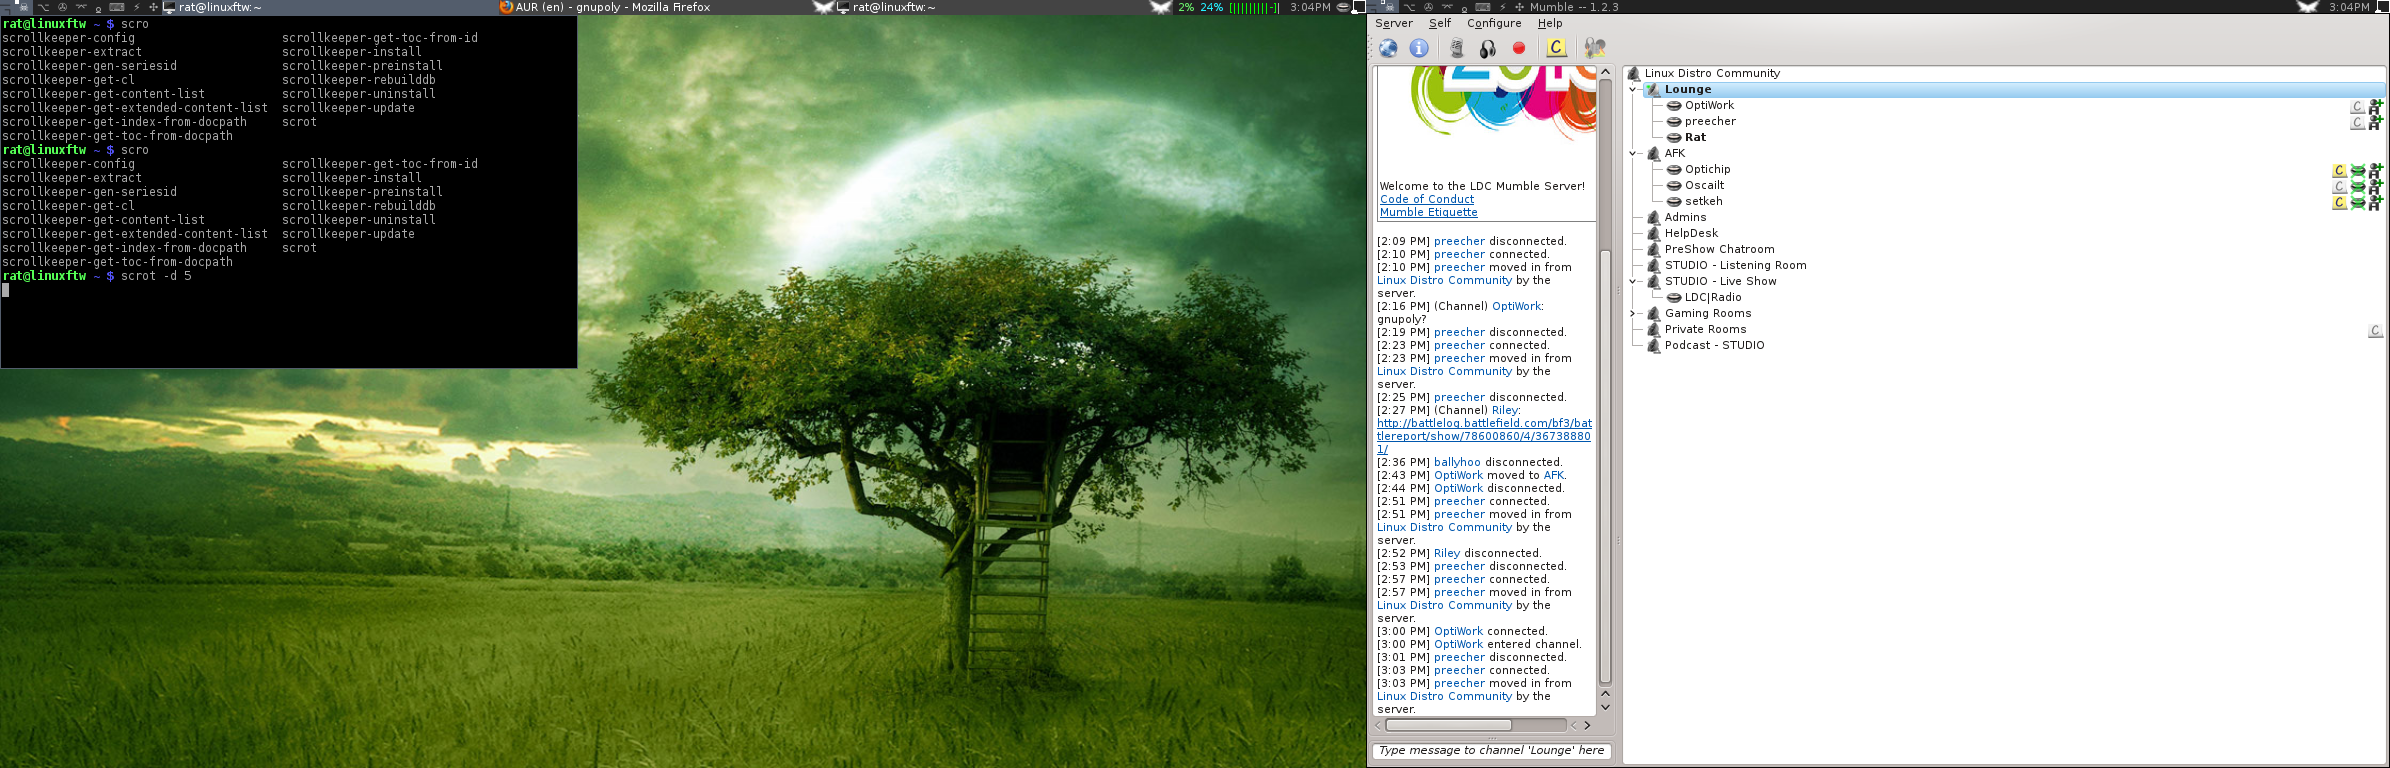 rat@linuxftw:~
AUR (en) - gnupoly - Mozilla Firefox
rat@linuxftw:~
2% 24% [|||||||||-]| 3:04PM
Mumble -- 1.2.3
3:04PM
rat@linuxftw ~ $ scro
scrollkeeper-config scrollkeeper-get-toc-from-id
scrollkeeper-extract scrollkeeper-install
scrollkeeper-gen-seriesid scrollkeeper-preinstall
scrollkeeper-get-cl scrollkeeper-rebuilddb
scrollkeeper-get-content-list scrollkeeper-uninstall
scrollkeeper-get-extended-content-list scrollkeeper-update
scrollkeeper-get-index-from-docpath scrot
scrollkeeper-get-toc-from-docpath
rat@linuxftw ~ $ scro
scrollkeeper-config scrollkeeper-get-toc-from-id
scrollkeeper-extract scrollkeeper-install
scrollkeeper-gen-seriesid scrollkeeper-preinstall
scrollkeeper-get-cl scrollkeeper-rebuilddb
scrollkeeper-get-content-list scrollkeeper-uninstall
scrollkeeper-get-extended-content-list scrollkeeper-update
scrollkeeper-get-index-from-docpath scrot
scrollkeeper-get-toc-from-docpath
rat@linuxftw ~ $ scrot -d 5
Server Self Configure Help
Welcome to the LDC Mumble Server!
Code of Conduct
Mumble Etiquette
[2:09 PM] preecher disconnected.
[2:10 PM] preecher connected.
[2:10 PM] preecher moved in from
Linux Distro Community by the
server.
[2:16 PM] (Channel) OptiWork:
gnupoly?
[2:19 PM] preecher disconnected.
[2:23 PM] preecher connected.
[2:23 PM] preecher moved in from
Linux Distro Community by the
server.
[2:25 PM] preecher disconnected.
[2:27 PM] (Channel) Riley:
http://battlelog.battlefield.com/bf3/bat
tlereport/show/78600860/4/36738880
1/
[2:36 PM] ballyhoo disconnected.
[2:43 PM] OptiWork moved to AFK.
[2:44 PM] OptiWork disconnected.
[2:51 PM] preecher connected.
[2:51 PM] preecher moved in from
Linux Distro Community by the
server.
[2:52 PM] Riley disconnected.
[2:53 PM] preecher disconnected.
[2:57 PM] preecher connected.
[2:57 PM] preecher moved in from
Linux Distro Community by the
server.
[3:00 PM] OptiWork connected.
[3:00 PM] OptiWork entered channel.
[3:01 PM] preecher disconnected.
[3:03 PM] preecher connected.
[3:03 PM] preecher moved in from
Linux Distro Community by the
server.
Type message to channel 'Lounge' here
Linux Distro Community
Lounge
OptiWork
preecher
Rat
AFK
Optichip
Oscailt
setkeh
Admins
HelpDesk
PreShow Chatroom
STUDIO - Listening Room
STUDIO - Live Show
LDC|Radio
Gaming Rooms
Private Rooms
Podcast - STUDIO